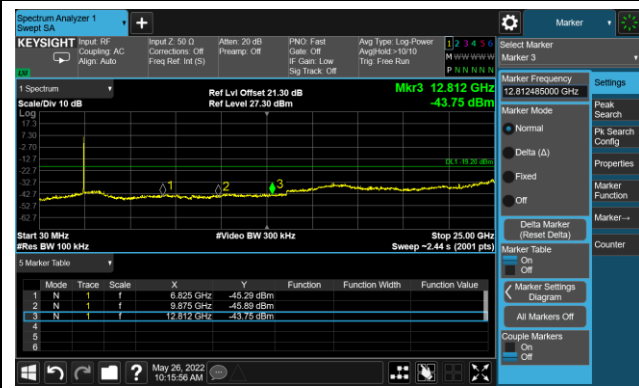 Spectrum Analyzer 1
Swept SA
+
Marker
KEYSIGHT
Input: RF
Coupling: AC
Align: Auto
Input Z: 50 Ω
Corrections: Off
Freq Ref: Int (S)
Atten: 20 dB
Preamp: Off
PNO: Fast
Gate: Off
IF Gain: Low
Sig Track: Off
Avg Type: Log-Power
Avg|Hold:>10/10
Trig: Free Run
1 2 3 4 5 6
M W W W W W
P N N N N N
Select Marker
Marker 3
1 Spectrum
Scale/Div 10 dB
Ref Lvl Offset 21.30 dB
Ref Level 27.30 dBm
Mkr3 12.812 GHz
-43.75 dBm
Log
17.3
7.30
-2.70
-12.7
-22.7
-32.7
-42.7
-52.7
-62.7
DL1 -19.20 dBm
1
2
3
Start 30 MHz
#Res BW 100 kHz
#Video BW 300 kHz
Stop 25.00 GHz
Sweep ~2.44 s (2001 pts)
5 Marker Table
Mode Trace Scale X Y Function Function Width Function Value
1 N 1 f 6.825 GHz -45.29 dBm
2 N 1 f 9.875 GHz -45.89 dBm
3 N 1 f 12.812 GHz -43.75 dBm
4
5
6
Marker Frequency
12.812485000 GHz
Marker Mode
Normal
Delta (Δ)
Fixed
Off
Delta Marker
(Reset Delta)
Marker Table
On
Off
Marker Settings
Diagram
All Markers Off
Couple Markers
On
Off
Settings
Peak
Search
Pk Search
Config
Properties
Marker
Function
Marker→
Counter
?
May 26, 2022
10:15:56 AM